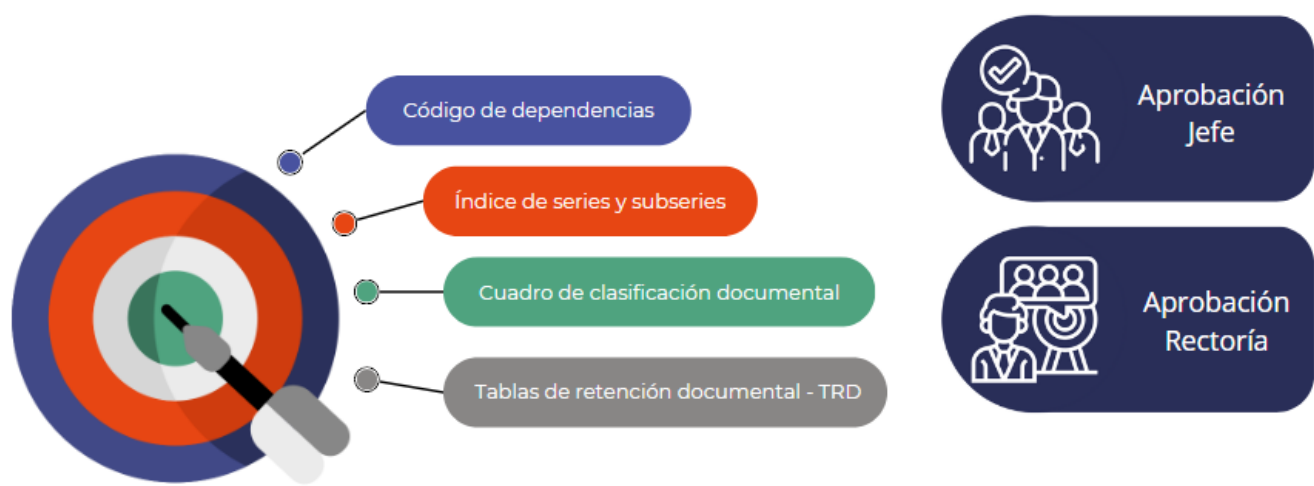 Código de dependencias
Índice de series y subseries
Cuadro de clasificación documental
Tablas de retención documental - TRD
Aprobación
Jefe
Aprobación
Rectoría